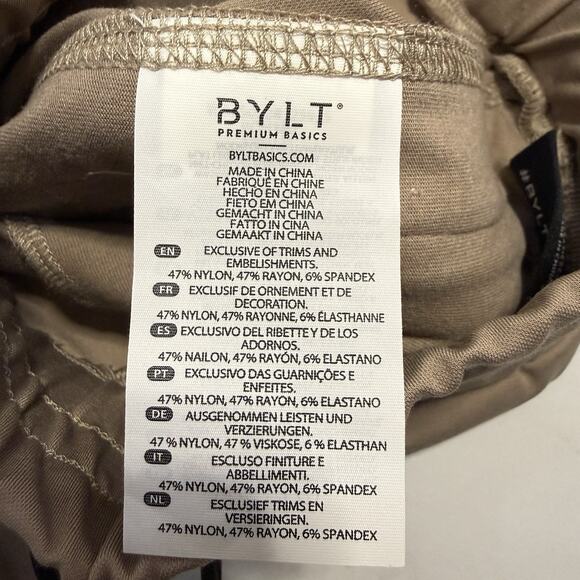 BYLT®
PREMIUM BASICS
BYLTBASICS.COM
MADE IN CHINA
FABRIQUÉ EN CHINE
HECHO EN CHINA
FIETO EM CHINA
GEMACHT IN CHINA
FATTO IN CINA
GEMAAKT IN CHINA
EN EXCLUSIVE OF TRIMS AND
EMBELISHMENTS.
47% NYLON, 47% RAYON, 6% SPANDEX
FR EXCLUSIF DE ORNEMENT ET DE
DECORATION.
47% NYLON, 47% RAYONNE, 6% ÉLASTHANNE
ES EXCLUSIVO DEL RIBETTE Y DE LOS
ADORNOS.
47% NAILON, 47% RAYÓN, 6% ELASTANO
PT EXCLUSIVO DAS GUARNIÇÕES E
ENFEITES.
47% NYLON, 47% RAYON, 6% ELASTANO
DE AUSGENOMMEN LEISTEN UND
VERZIERUNGEN.
47 % NYLON, 47 % VISKOSE, 6 % ELASTHAN
IT ESCLUSO FINITURE E
ABBELLIMENTI.
47% NYLON, 47% RAYON, 6% SPANDEX
NL EXCLUSIEF TRIMS EN
VERSIERINGEN.
47% NYLON, 47% RAYON, 6% SPANDEX
#BYLT